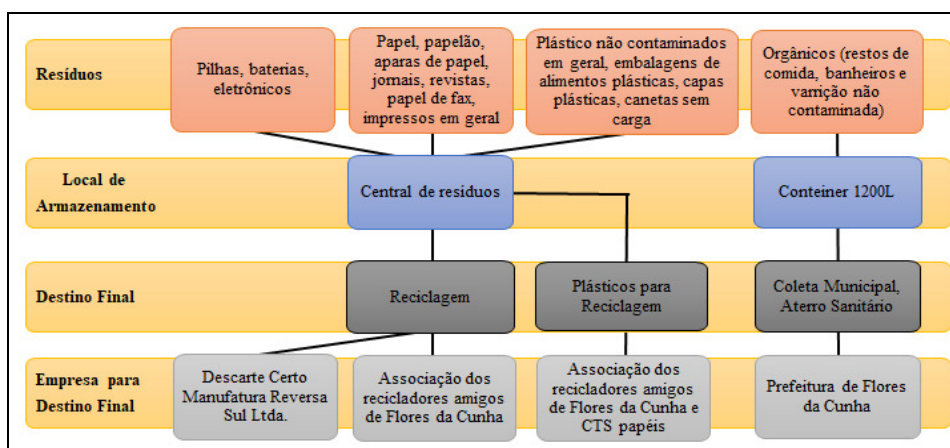 Resíduos
Pilhas, baterias,
eletrônicos
Papel, papelão,
aparas de papel,
jornais, revistas,
papel de fax,
impressos em geral
Plástico não contaminados
em geral, embalagens de
alimentos plásticas, capas
plásticas, canetas sem
carga
Orgânicos (restos de
comida, banheiros e
varrição não
contaminada)
Local de
Armazenamento
Central de resíduos
Conteiner 1200L
Destino Final
Reciclagem
Plásticos para
Reciclagem
Coleta Municipal,
Aterro Sanitário
Empresa para
Destino Final
Descarte Certo
Manufatura Reversa
Sul Ltda.
Associação dos
recicladores amigos
de Flores da Cunha
Associação dos
recicladores amigos
de Flores da Cunha e
CTS papéis
Prefeitura de Flores
da Cunha